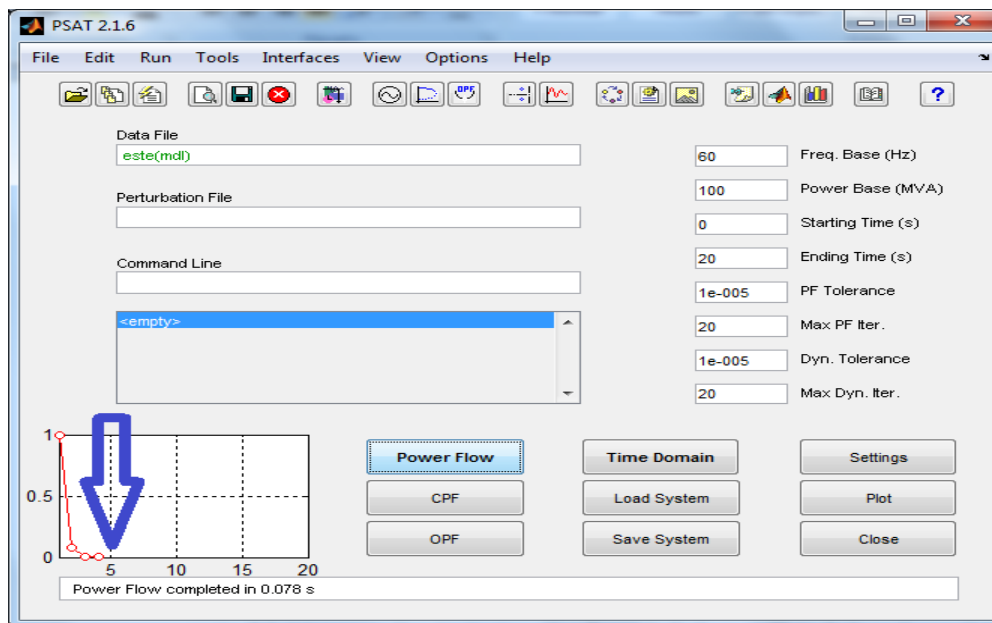 PSAT 2.1.6
File Edit Run Tools Interfaces View Options Help
OPF ?
Data File
este(mdl)
60 Freq. Base (Hz)
Perturbation File
100 Power Base (MVA)
0 Starting Time (s)
Command Line
20 Ending Time (s)
1e-005 PF Tolerance
<empty>
20 Max PF Iter.
1e-005 Dyn. Tolerance
20 Max Dyn. Iter.
1
0.5
0
5 10 15 20
Power Flow Time Domain Settings
CPF Load System Plot
OPF Save System Close
Power Flow completed in 0.078 s